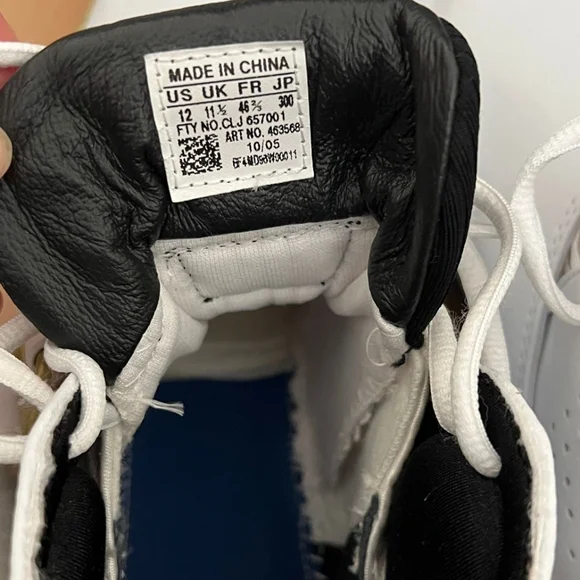 MADE IN CHINA
US UK FR JP
12 11½ 46⅔ 300
FTY NO.CLJ 657001
ART NO. 463568
10/05